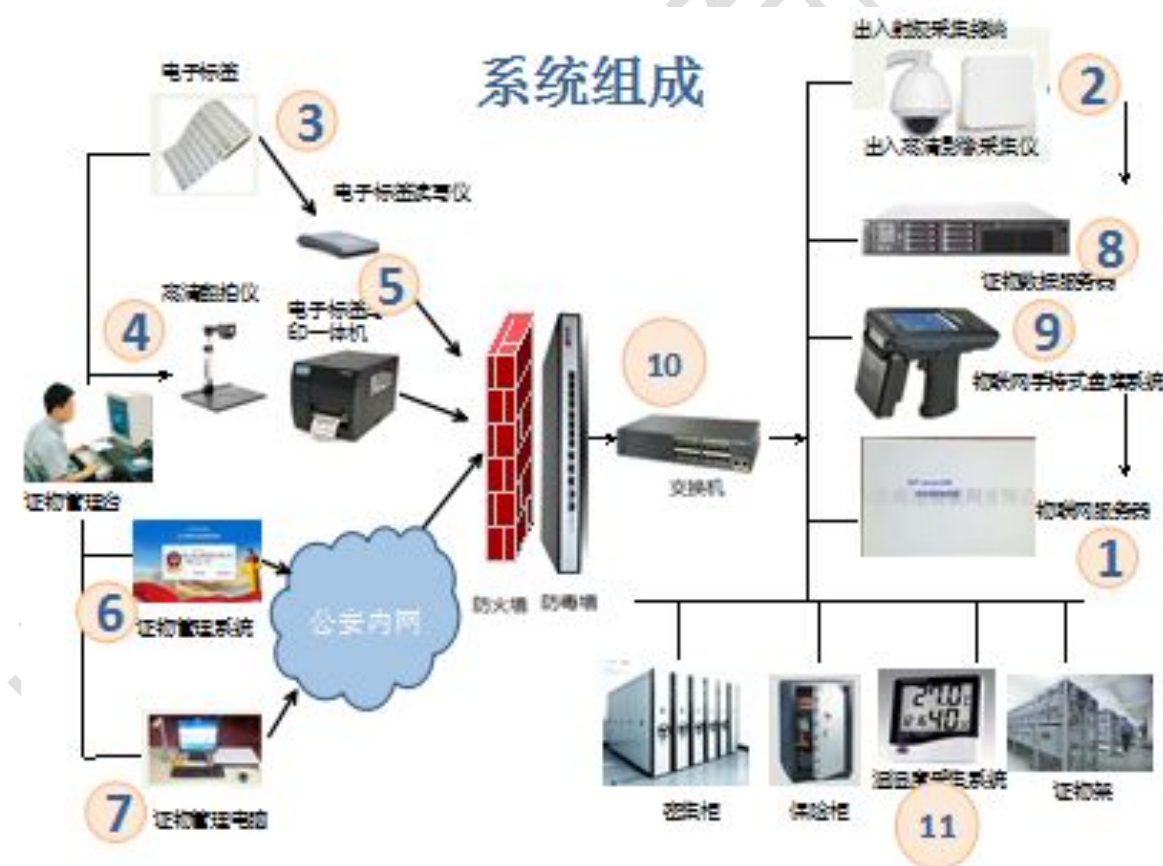 系统组成
出入射频采集终端
2
出入高清影像采集仪
电子标签
3
电子标签读写仪
8
证物数据服务器
高清翻拍仪
4
5
电子标签
印一体机
9
物联网手持式盘库系统
10
交换机
证物管理台
物联网服务器
1
6
证物管理系统
公安内网
防火墙
防毒墙
7
证物管理电脑
密集柜
保险柜
温湿度采集系统
证物架
11